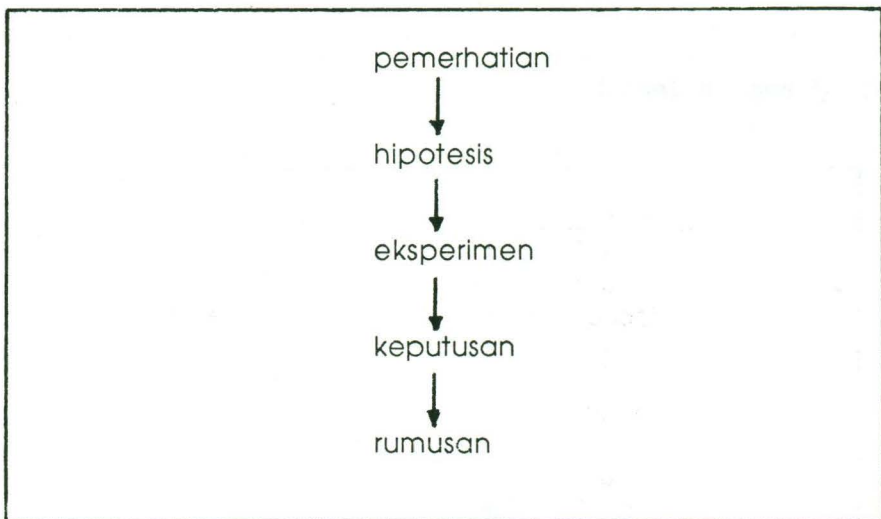 pemerhatian
hipotesis
eksperimen
keputusan
rumusan